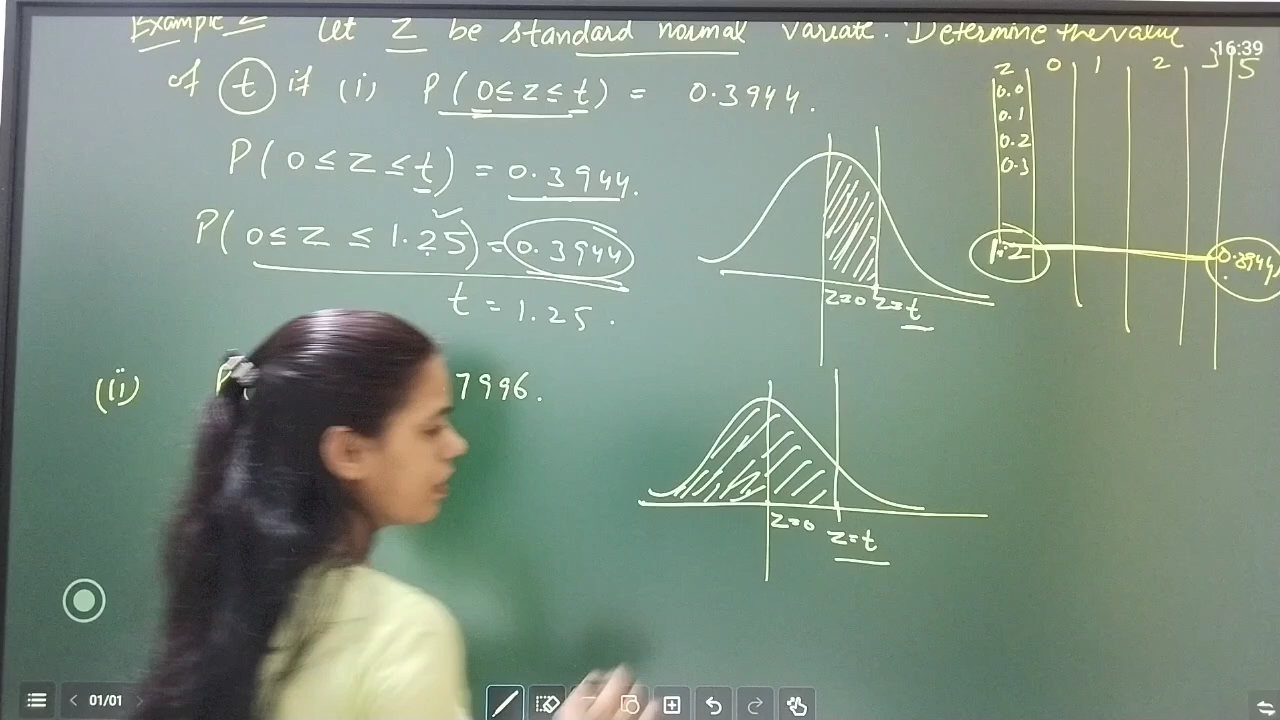 Example 2 Let Z be standard normal variate. Determine the value
of t if (i) P(0≤z≤t) = 0.3944.
P(0≤Z≤t) = 0.3944.
P(0≤Z≤1.25) = 0.3944
t = 1.25.
(ii) P( 7996.
16:39
Z 0 1 2 3 5
0.0
0.1
0.2
0.3
1.2 0.3944
Z=0 Z=t
Z=0 Z=t
01/01